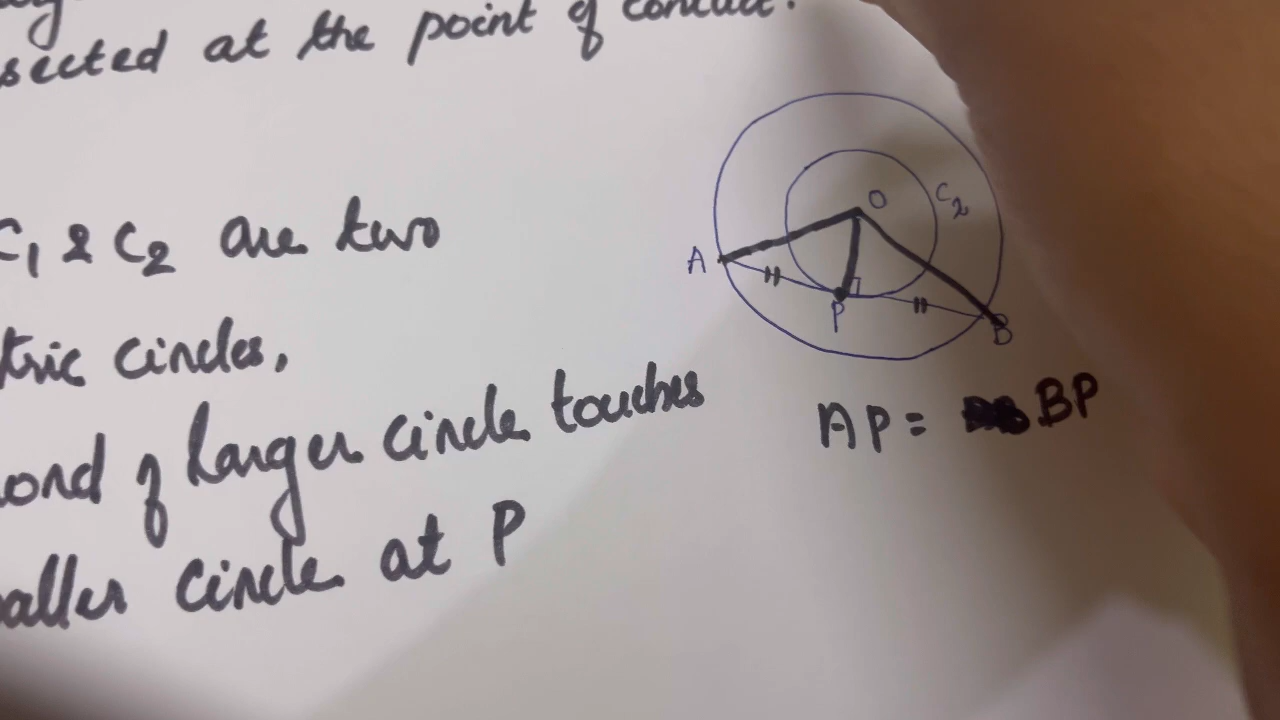 sected at the point of contact.
C₁ & C₂ are two
tric circles.
ord of larger circle touches
aller circle at P
O
C₂
A
P
B
AP = BP